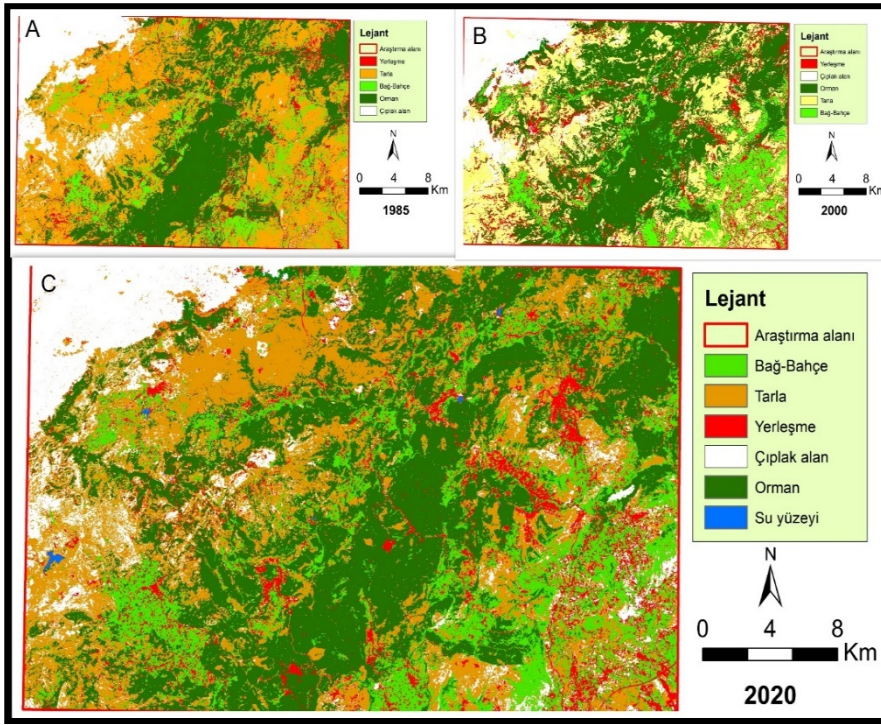 A
Lejant
Araştırma alanı
Yerleşme
Tarla
Bağ-Bahçe
Orman
Çıplak alan
N
0 4 8
Km
1985
B
Lejant
Araştırma alanı
Yerleşme
Çıplak alan
Orman
Tarla
Bağ-Bahçe
N
0 4 8
Km
2000
C
Lejant
Araştırma alanı
Bağ-Bahçe
Tarla
Yerleşme
Çıplak alan
Orman
Su yüzeyi
N
0 4 8
Km
2020